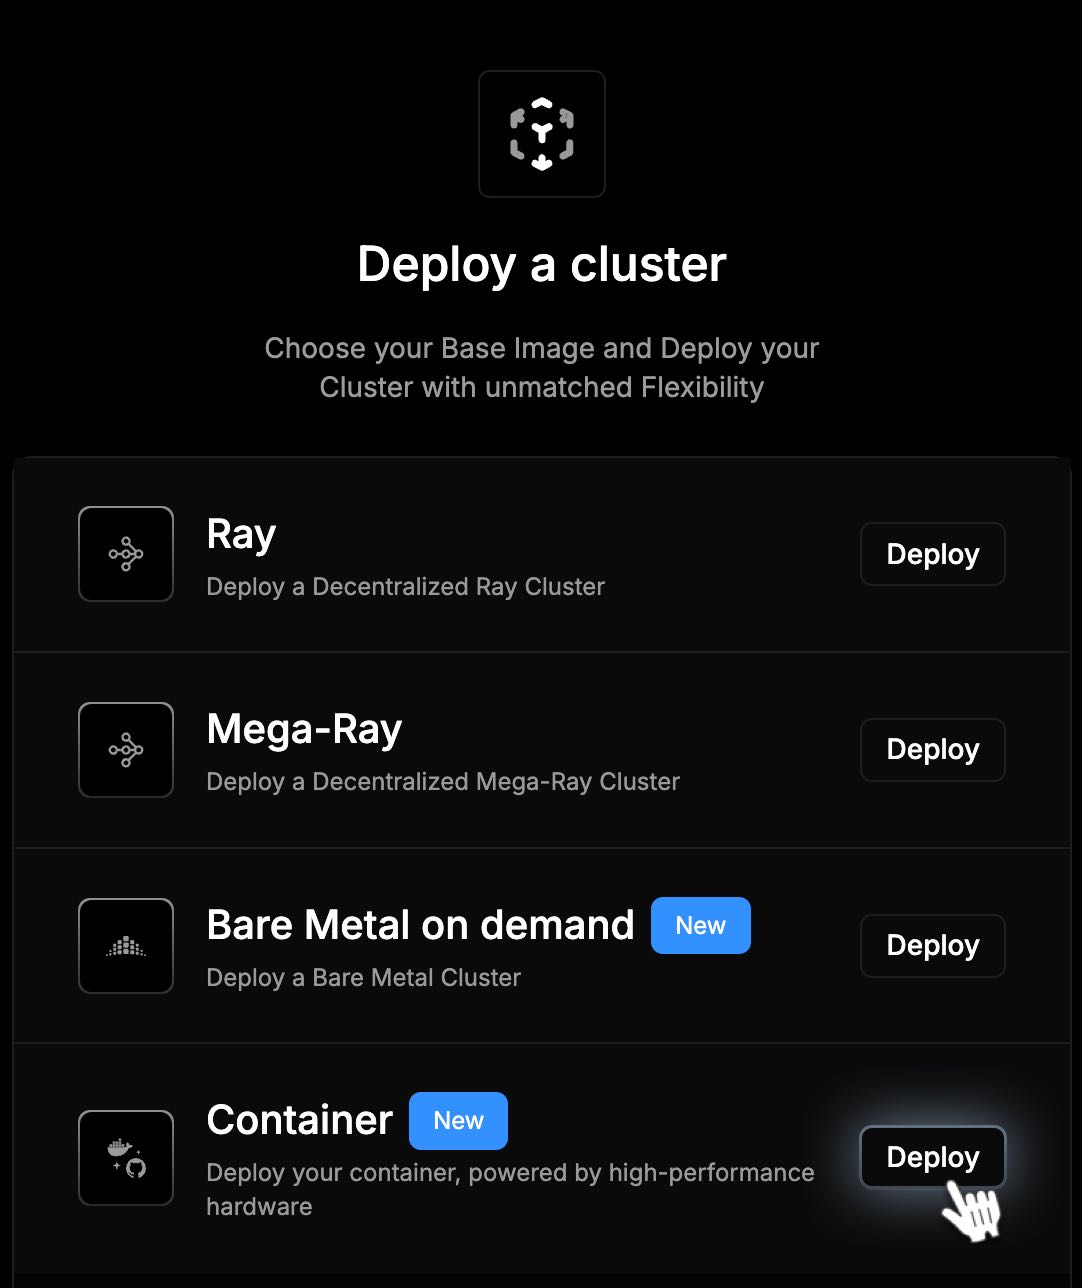 Deploy a cluster
Choose your Base Image and Deploy your
Cluster with unmatched Flexibility
Ray
Deploy a Decentralized Ray Cluster
Deploy
Mega-Ray
Deploy a Decentralized Mega-Ray Cluster
Deploy
Bare Metal on demand New
Deploy a Bare Metal Cluster
Deploy
Container New
Deploy your container, powered by high-performance
hardware
Deploy